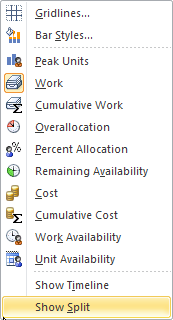 Gridlines...
Bar Styles...
Peak Units
Work
Cumulative Work
Overallocation
Percent Allocation
Remaining Availability
Cost
Cumulative Cost
Work Availability
Unit Availability
Show Timeline
Show Split